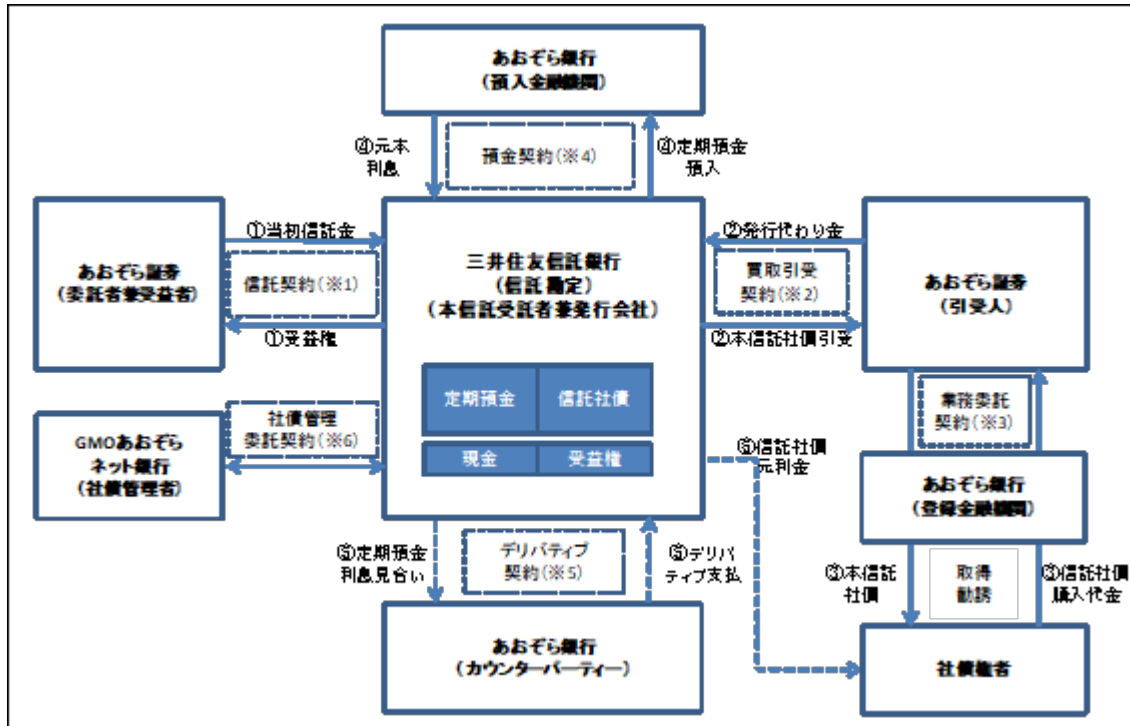 あおぞら銀行
（預入金融機関）
④元本
利息
預金契約(※4)
④定期預金
預入
あおぞら証券
（委託者兼受益者）
①当初信託金
信託契約(※1)
①受益権
三井住友信託銀行
（信託勘定）
（本信託受託者兼発行会社）
定期預金
信託社債
現金
受益権
②発行代わり金
買取引受
契約(※2)
②本信託社債引受
あおぞら証券
（引受人）
GMOあおぞら
ネット銀行
（社債管理者）
社債管理
委託契約(※6)
業務委託
契約(※3)
⑥信託社債
元利金
あおぞら銀行
（登録金融機関）
⑤定期預金
利息見合い
デリバティブ
契約(※5)
⑤デリバ
ティブ支払
③本信託
社債
取得
勧誘
③信託社債
購入代金
あおぞら銀行
（カウンターパーティー）
社債権者